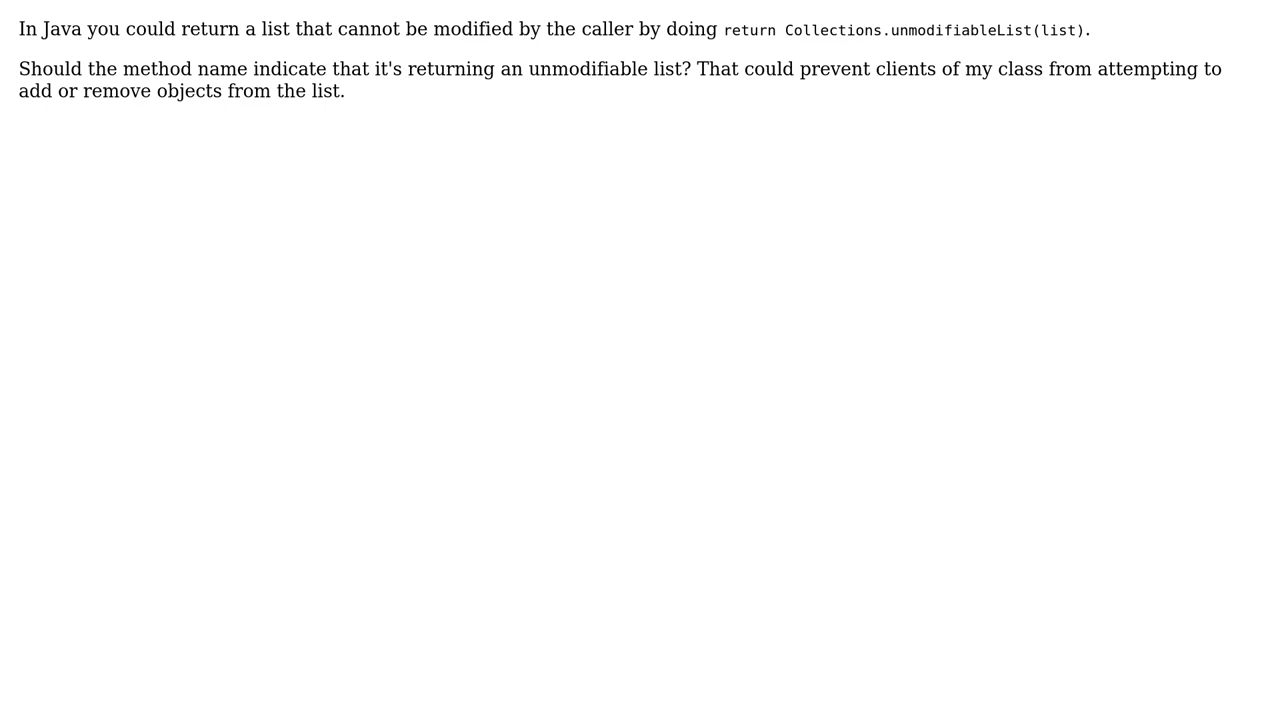 In Java you could return a list that cannot be modified by the caller by doing return Collections.unmodifiableList(list).
Should the method name indicate that it's returning an unmodifiable list? That could prevent clients of my class from attempting to
add or remove objects from the list.